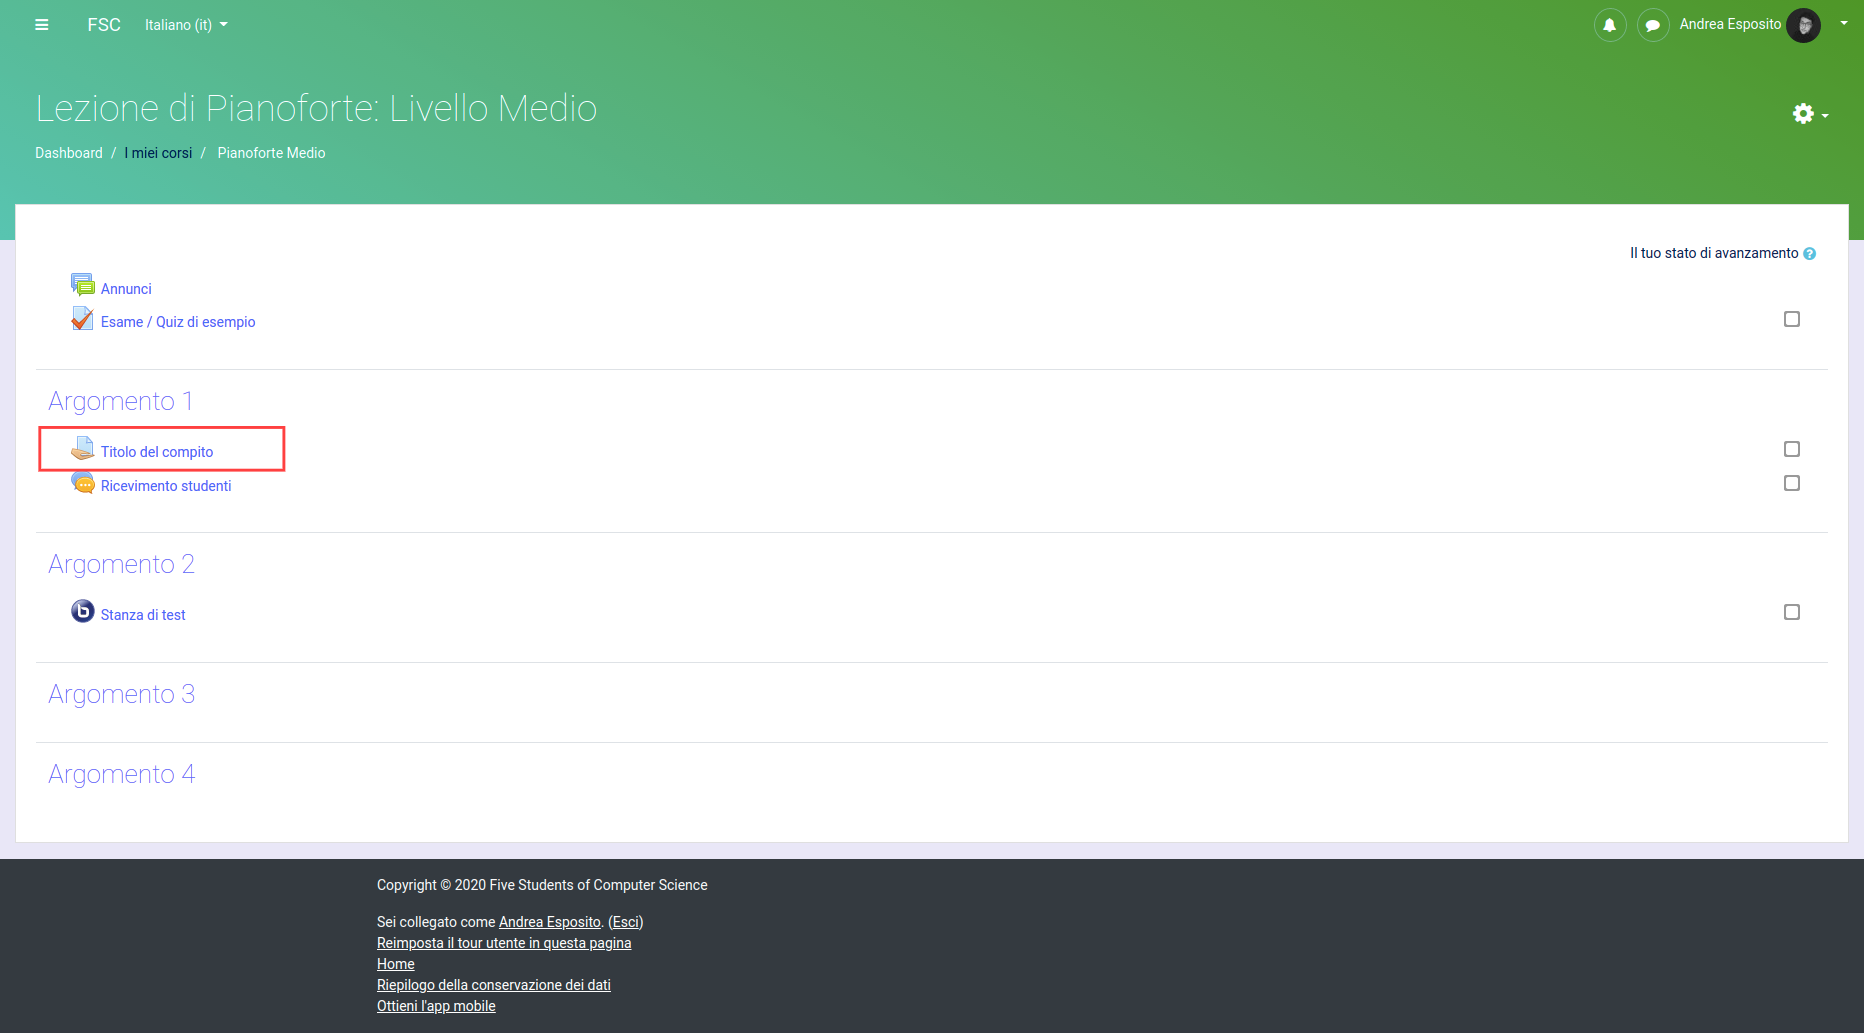 FSC Italiano (it) Andrea Esposito
Lezione di Pianoforte: Livello Medio
Dashboard / I miei corsi / Pianoforte Medio
Il tuo stato di avanzamento ?
Annunci
Esame / Quiz di esempio
Argomento 1
Titolo del compito
Ricevimento studenti
Argomento 2
b Stanza di test
Argomento 3
Argomento 4
Copyright © 2020 Five Students of Computer Science
Sei collegato come Andrea Esposito. (Esci)
Reimposta il tour utente in questa pagina
Home
Riepilogo della conservazione dei dati
Ottieni l'app mobile